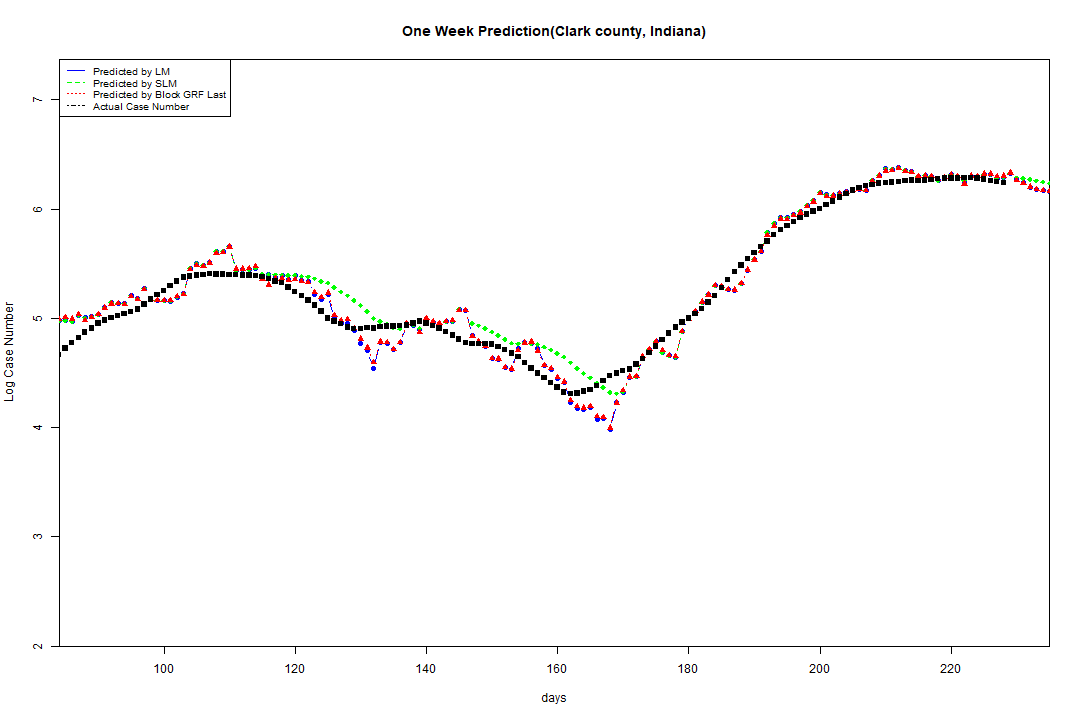 One Week Prediction(Clark county, Indiana)
Predicted by LM
Predicted by SLM
Predicted by Block GRF Last
Actual Case Number
7
6
5
4
3
2
Log Case Number
100 120 140 160 180 200 220
days